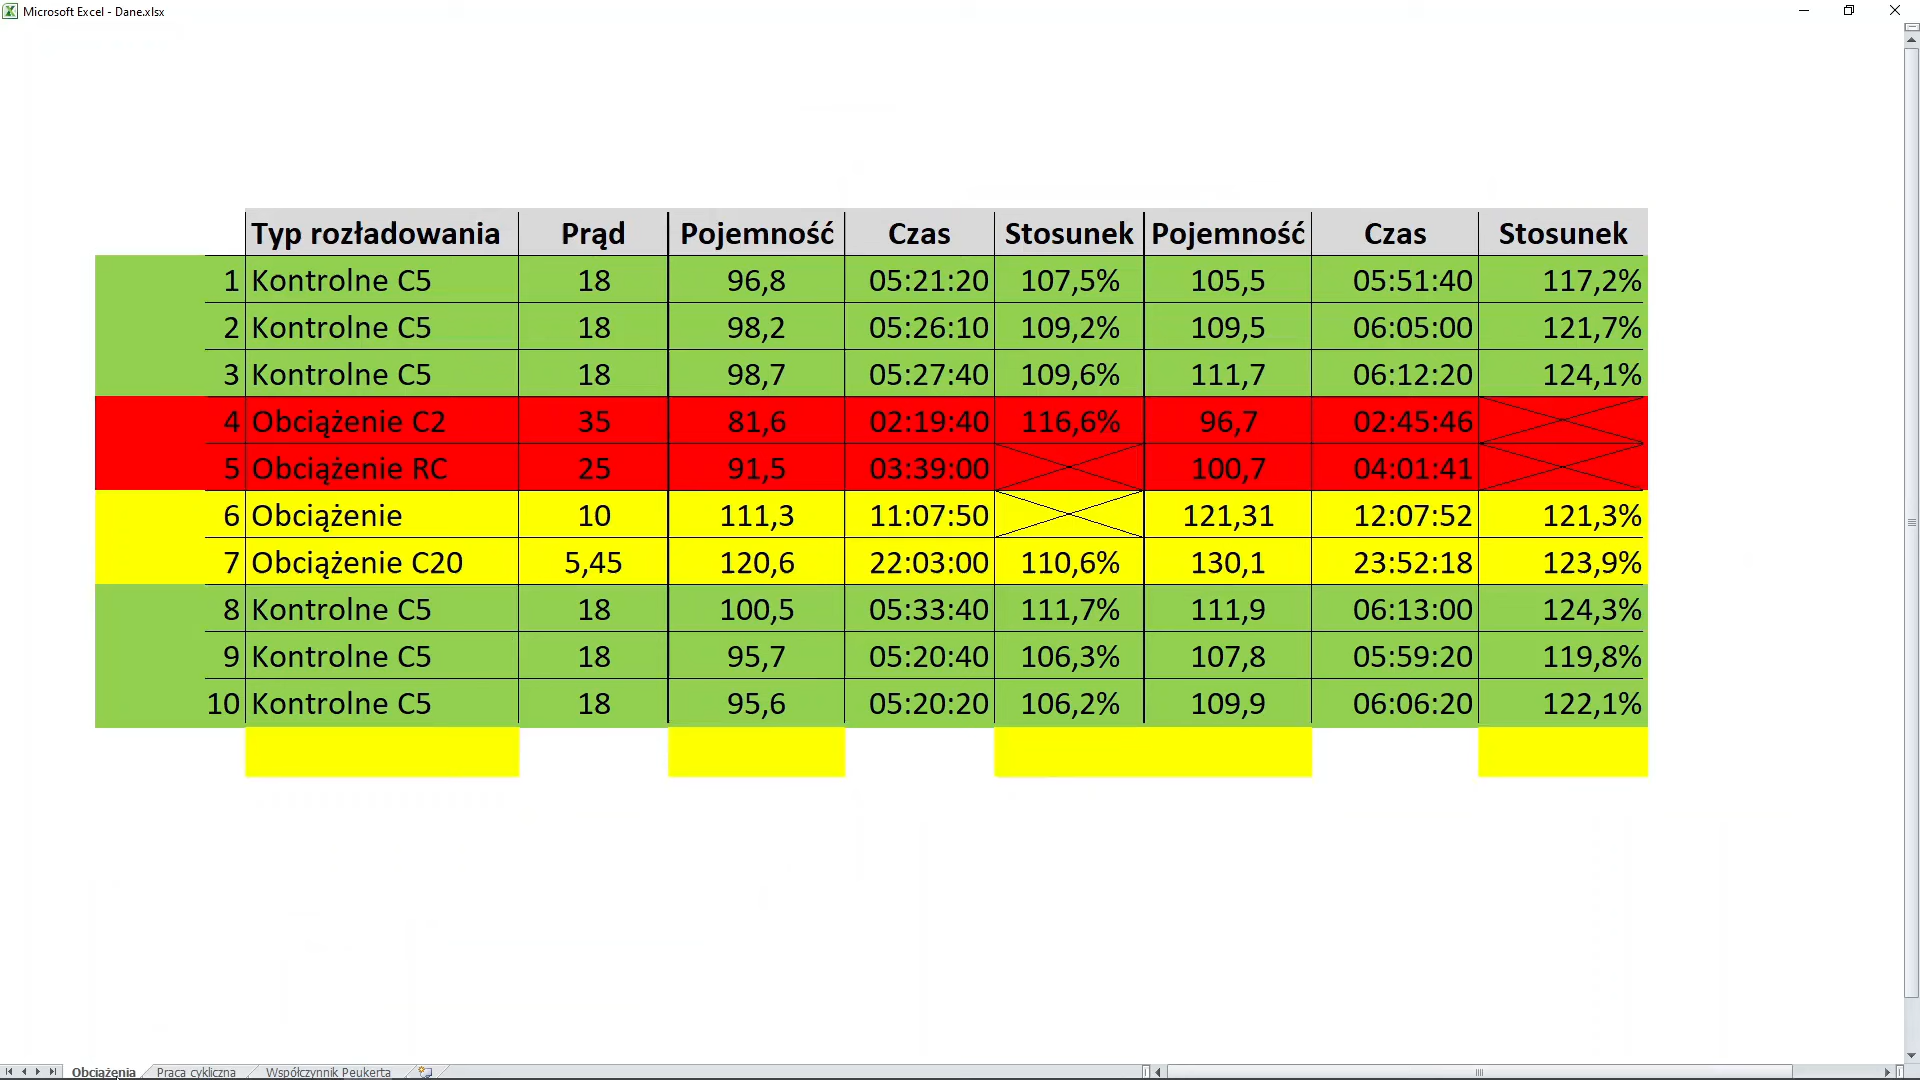 Microsoft Excel - Dane.xlsx
Typ rozładowania Prąd Pojemność Czas Stosunek Pojemność Czas Stosunek
1 Kontrolne C5 18 96,8 05:21:20 107,5% 105,5 05:51:40 117,2%
2 Kontrolne C5 18 98,2 05:26:10 109,2% 109,5 06:05:00 121,7%
3 Kontrolne C5 18 98,7 05:27:40 109,6% 111,7 06:12:20 124,1%
4 Obciążenie C2 35 81,6 02:19:40 116,6% 96,7 02:45:46
5 Obciążenie RC 25 91,5 03:39:00 100,7 04:01:41
6 Obciążenie 10 111,3 11:07:50 121,31 12:07:52 121,3%
7 Obciążenie C20 5,45 120,6 22:03:00 110,6% 130,1 23:52:18 123,9%
8 Kontrolne C5 18 100,5 05:33:40 111,7% 111,9 06:13:00 124,3%
9 Kontrolne C5 18 95,7 05:20:40 106,3% 107,8 05:59:20 119,8%
10 Kontrolne C5 18 95,6 05:20:20 106,2% 109,9 06:06:20 122,1%
Obciążenia Praca cykliczna Współczynnik Peukerta